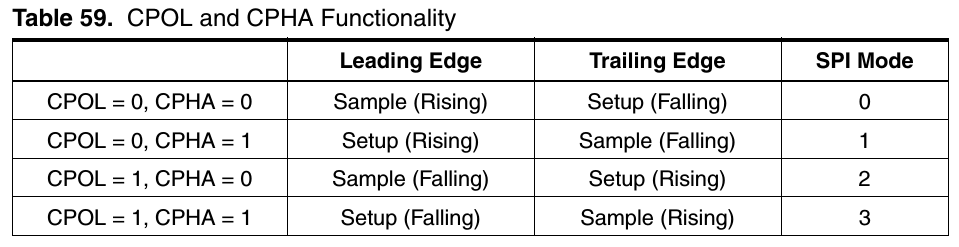 Table 59. CPOL and CPHA Functionality
Leading Edge Trailing Edge SPI Mode
CPOL = 0, CPHA = 0 Sample (Rising) Setup (Falling) 0
CPOL = 0, CPHA = 1 Setup (Rising) Sample (Falling) 1
CPOL = 1, CPHA = 0 Sample (Falling) Setup (Rising) 2
CPOL = 1, CPHA = 1 Setup (Falling) Sample (Rising) 3